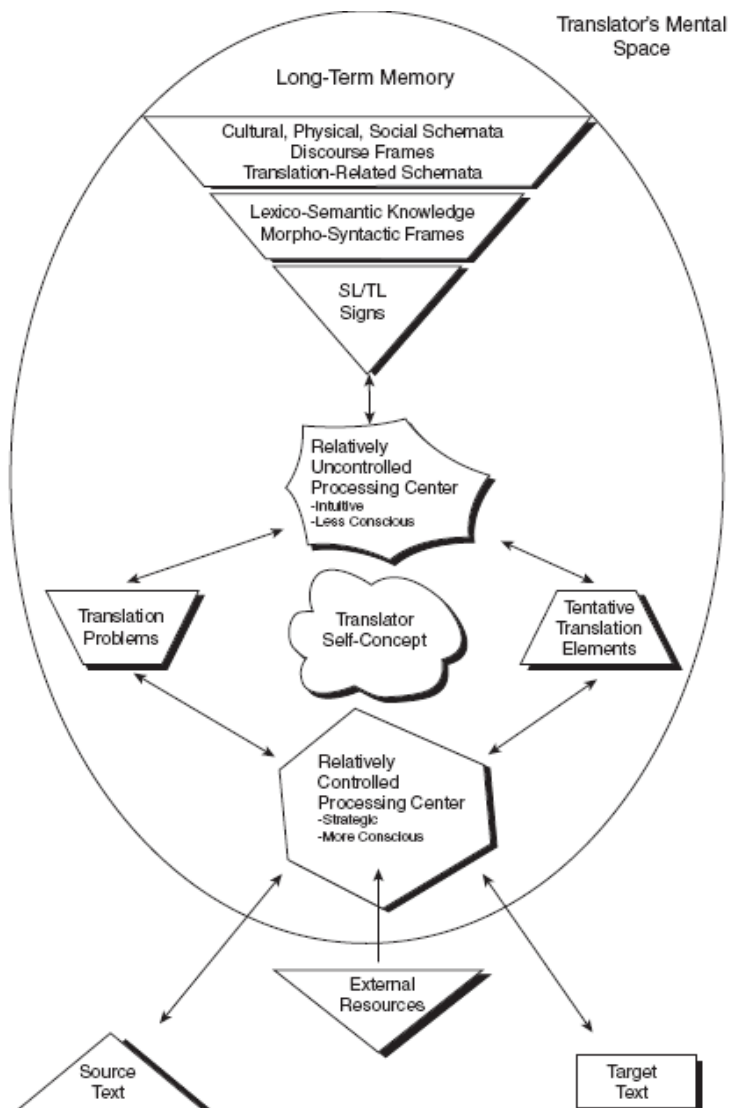 Translator's Mental
Space
Long-Term Memory
Cultural, Physical, Social Schemata
Discourse Frames
Translation-Related Schemata
Lexico-Semantic Knowledge
Morpho-Syntactic Frames
SL/TL
Signs
Relatively
Uncontrolled
Processing Center
-Intuitive
-Less Conscious
Translation
Problems
Translator
Self-Concept
Tentative
Translation
Elements
Relatively
Controlled
Processing Center
-Strategic
-More Conscious
External
Resources
Source
Text
Target
Text